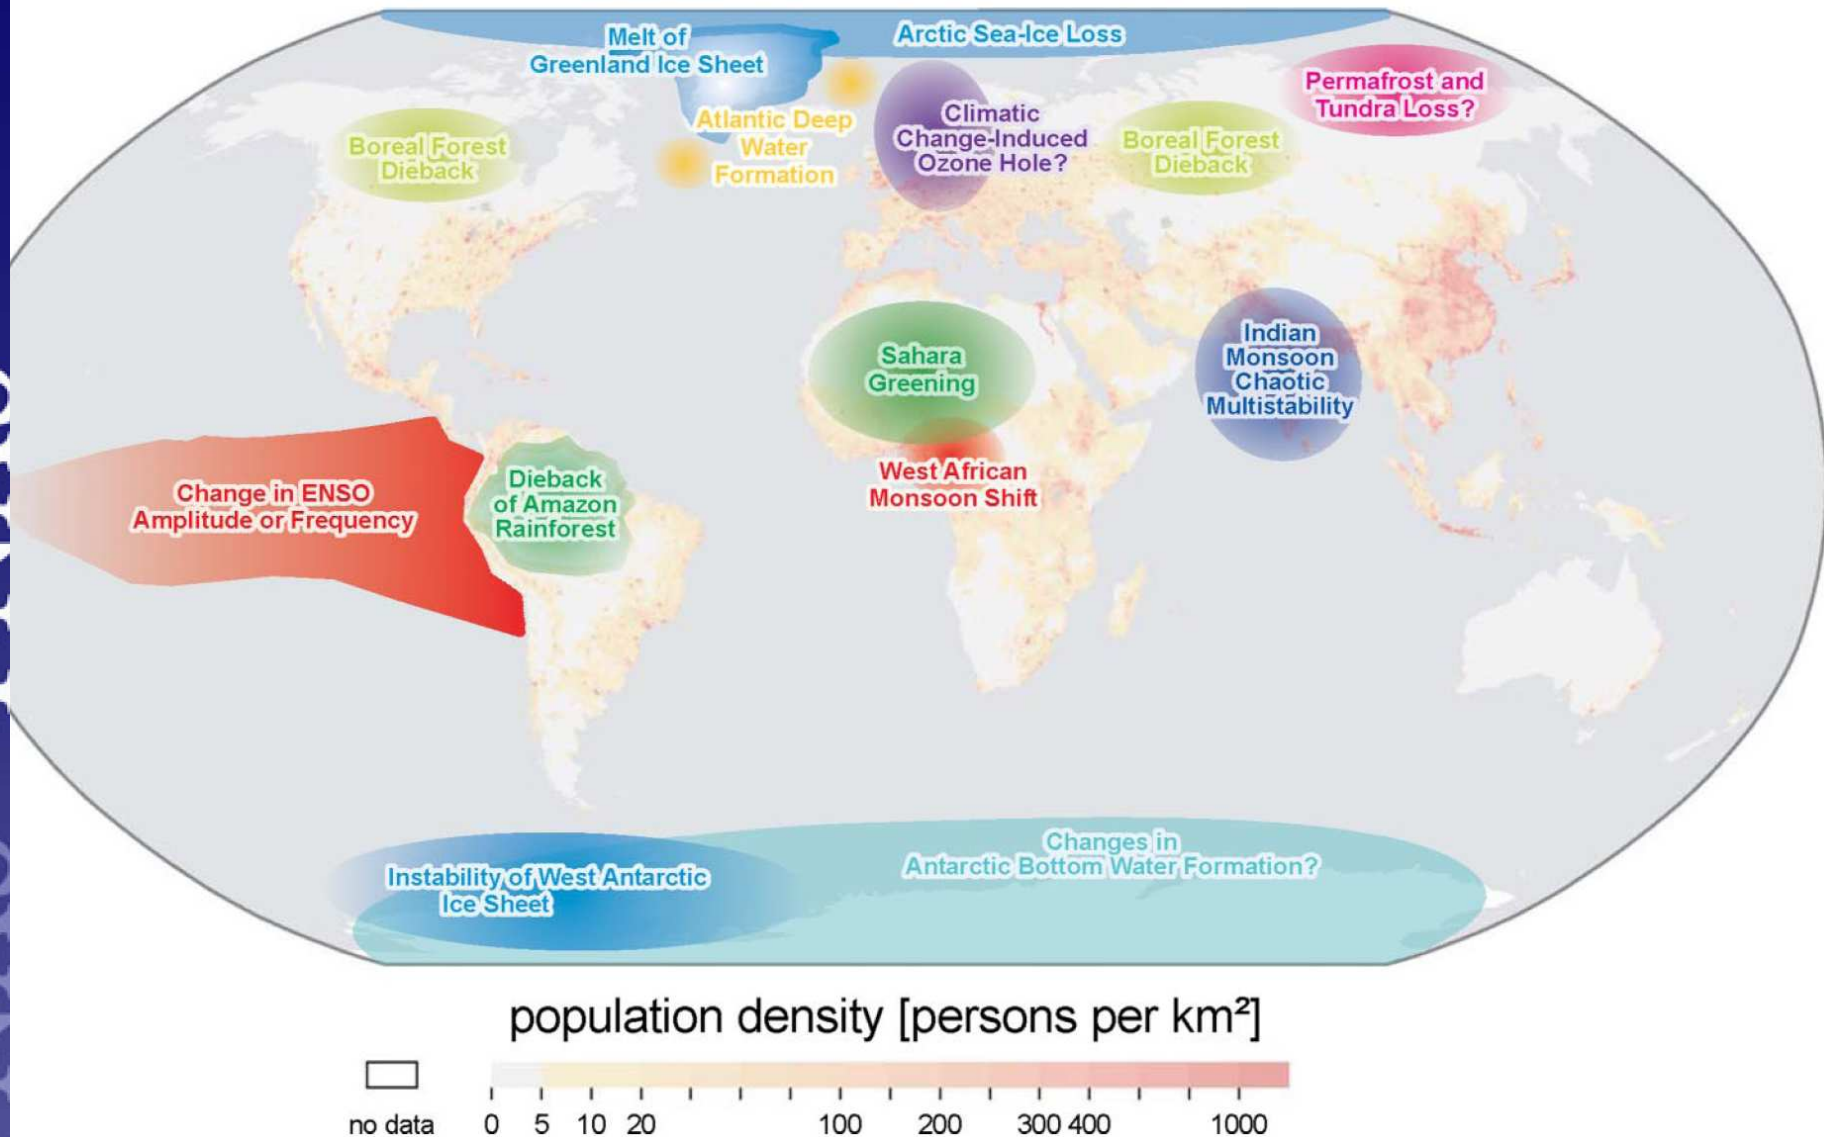 Melt of
Greenland Ice Sheet
Arctic Sea-Ice Loss
Permafrost and
Tundra Loss?
Atlantic Deep
Water
Formation
Climatic
Change-Induced
Ozone Hole?
Boreal Forest
Dieback
Boreal Forest
Dieback
Sahara
Greening
Indian
Monsoon
Chaotic
Multistability
West African
Monsoon Shift
Change in ENSO
Amplitude or Frequency
Dieback
of Amazon
Rainforest
Changes in
Antarctic Bottom Water Formation?
Instability of West Antarctic
Ice Sheet
population density [persons per km²]
no data 0 5 10 20 100 200 300 400 1000